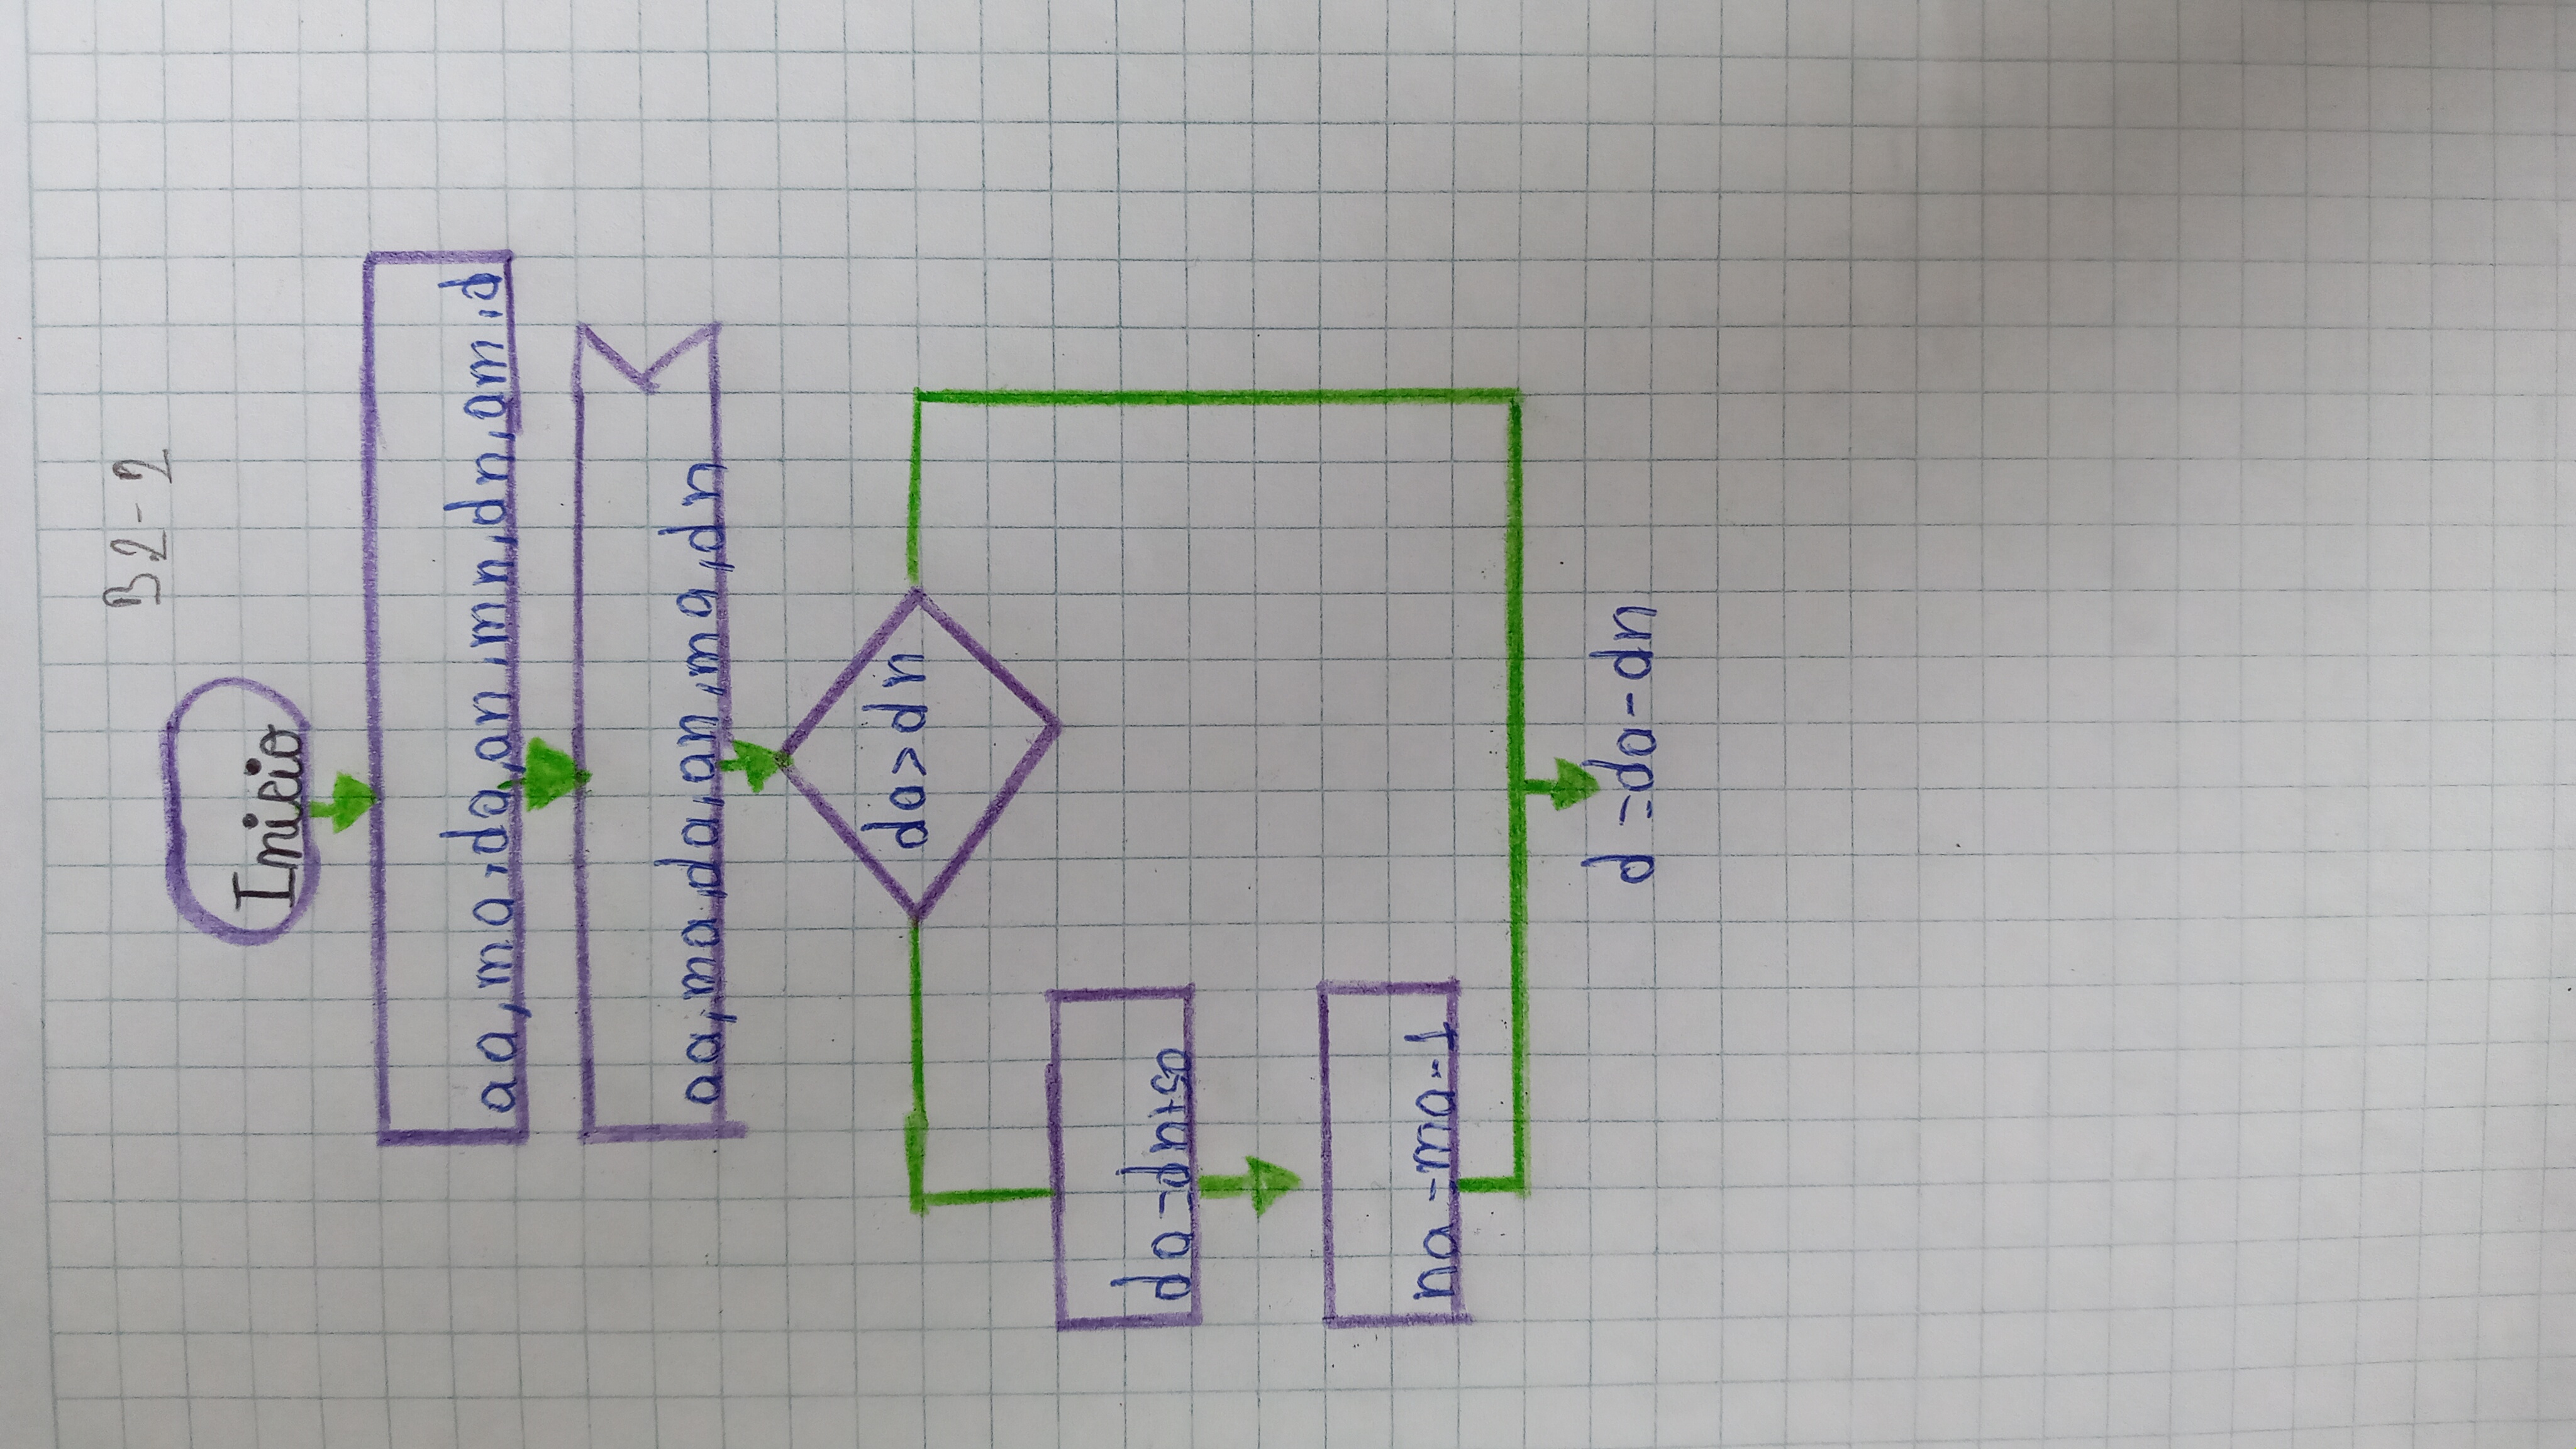 B2-2
Inicio
aa, ma, da, an, mn, dn, am, d
aa, ma, da, an, ma, dn
da>dn
da=dn+so
na=ma-1
d=da-dn